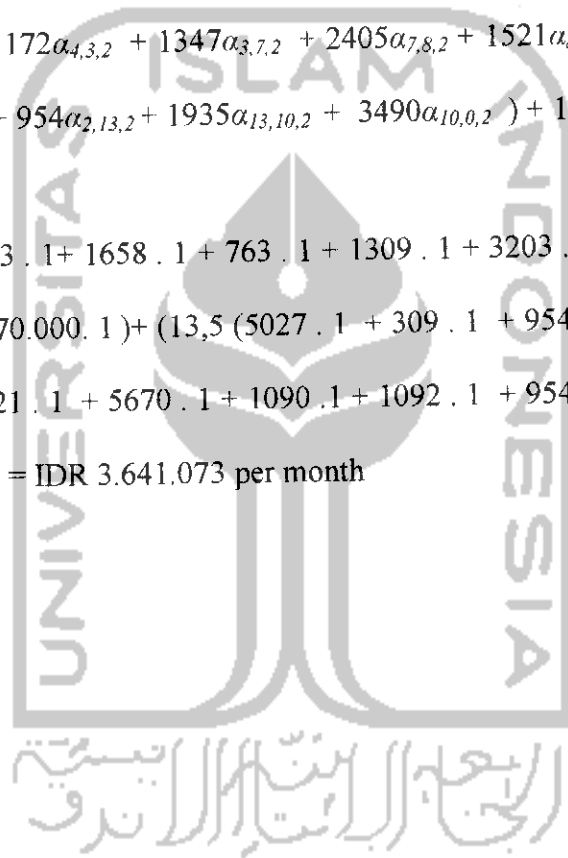 172α4,3,2 + 1347α3,7,2 + 2405α7,8,2 + 1521α
954α2,13,2 + 1935α13,10,2 + 3490α10,0,2 ) + 1
3 . 1+ 1658 . 1 + 763 . 1 + 1309 . 1 + 3203 .
70.000. 1 )+ (13,5 (5027 . 1 + 309 . 1 + 954
21 . 1 + 5670 . 1 + 1090 .1 + 1092 . 1 + 954
= IDR 3.641.073 per month
UNIVERSITAS
ISLAM
INDONESIA